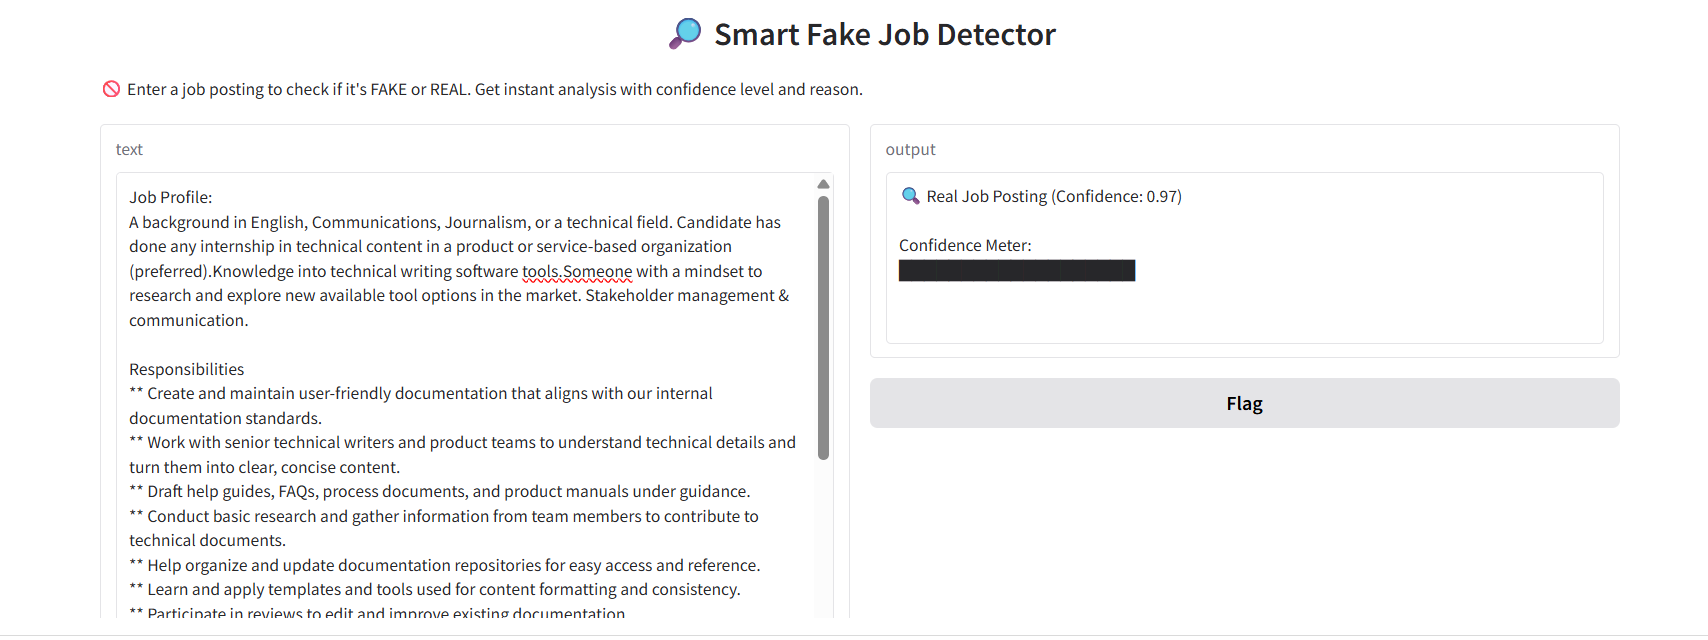 🔎 Smart Fake Job Detector
🚫 Enter a job posting to check if it's FAKE or REAL. Get instant analysis with confidence level and reason.
text
Job Profile:
A background in English, Communications, Journalism, or a technical field. Candidate has
done any internship in technical content in a product or service-based organization
(preferred).Knowledge into technical writing software tools.Someone with a mindset to
research and explore new available tool options in the market. Stakeholder management &
communication.
Responsibilities
** Create and maintain user-friendly documentation that aligns with our internal
documentation standards.
** Work with senior technical writers and product teams to understand technical details and
turn them into clear, concise content.
** Draft help guides, FAQs, process documents, and product manuals under guidance.
** Conduct basic research and gather information from team members to contribute to
technical documents.
** Help organize and update documentation repositories for easy access and reference.
** Learn and apply templates and tools used for content formatting and consistency.
** Participate in reviews to edit and improve existing documentation
output
🔍 Real Job Posting (Confidence: 0.97)
Confidence Meter:
Flag